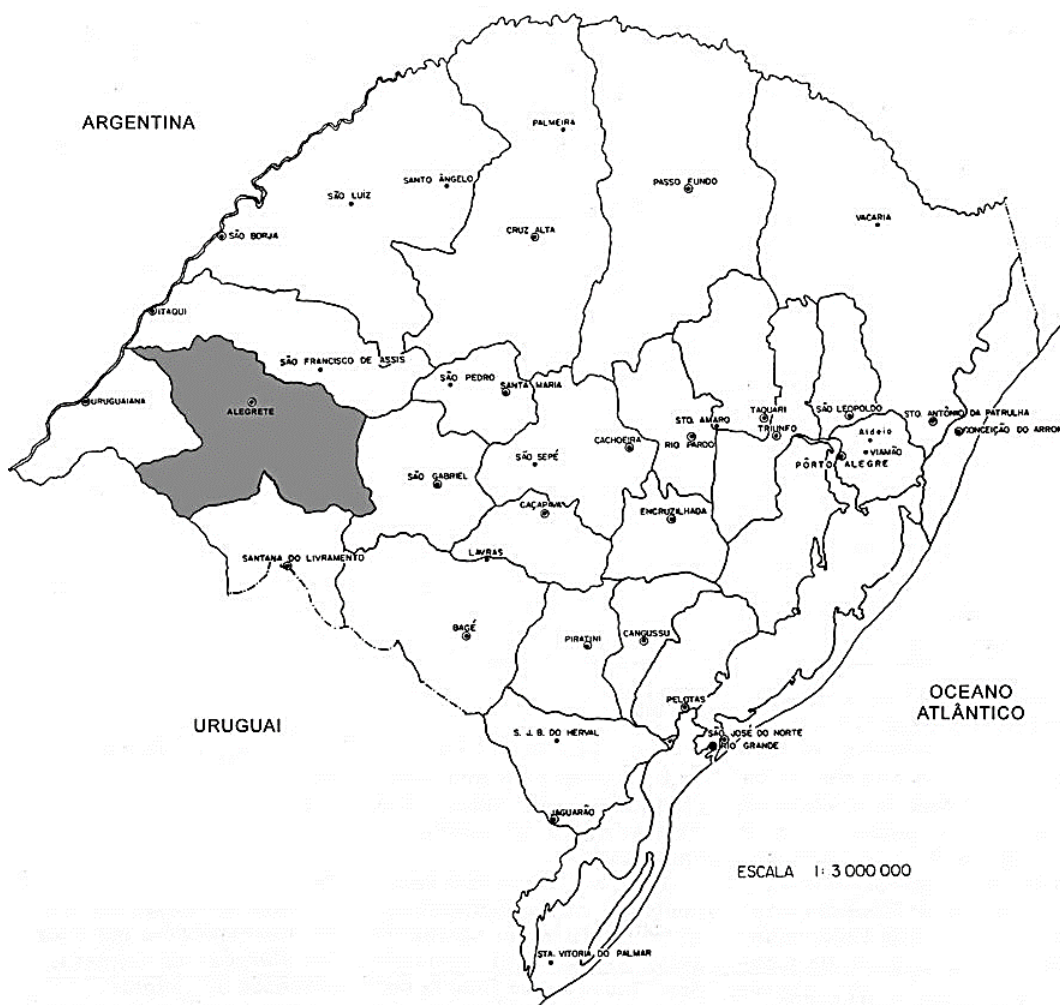 ARGENTINA
PALMEIRA
SANTO ÂNGELO
PASSO FUNDO
SÃO LUÍZ
VACARIA
SÃO BORJA
CRUZ ALTA
ITAQUI
SÃO FRANCISCO DE ASSIS
SÃO PEDRO
SANTA MARIA
URUGUAIANA
ALEGRETE
STO. AMARO
TAQUARI
SÃO LEOPOLDO
STO. ANTÔNIO DA PATRULHA
TRIUNFO
CONCEIÇÃO DO ARROIO
CACHOEIRA
RIO PARDO
Aldeia
VIAMÃO
PÔRTO ALEGRE
SÃO SEPÉ
SÃO GABRIEL
CAÇAPAVA
ENCRUZILHADA
LAVRAS
SANTANA DO LIVRAMENTO
BAGÉ
PIRATINI
CANGUSSU
OCEANO
ATLÂNTICO
PELOTAS
URUGUAI
S. J. B. DO HERVAL
SÃO JOSÉ DO NORTE
RIO GRANDE
JAGUARÃO
ESCALA 1: 3 000 000
STA. VITORIA DO PALMAR